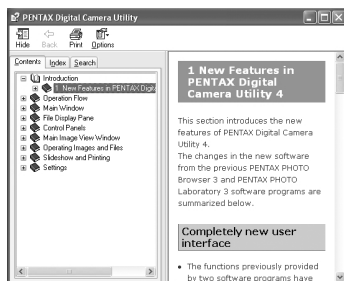 PENTAX Digital Camera Utility
Hide Back Print Options
Contents Index Search
Introduction
1 New Features in PENTAX Digita
Operation Flow
Main Window
File Display Pane
Control Panels
Main Image View Window
Operating Images and Files
Slideshow and Printing
Settings
1 New Features in
PENTAX Digital
Camera Utility 4
This section introduces the new
features of PENTAX Digital Camera
Utility 4.
The changes in the new software
from the previous PENTAX PHOTO
Browser 3 and PENTAX PHOTO
Laboratory 3 software programs are
summarized below.
Completely new user
interface
• The functions previously provided
by two software programs have